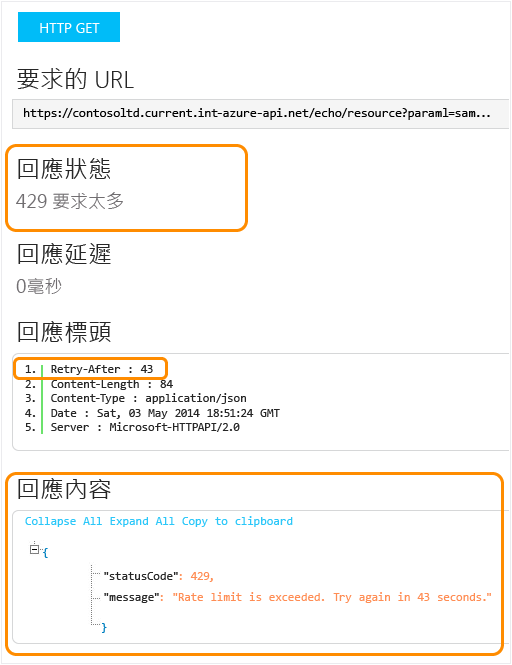 HTTP GET
要求的 URL
https://contosoltd.current.int-azure-api.net/echo/resource?paraml=sam...
回應狀態
429 要求太多
回應延遲
0毫秒
回應標頭
1. Retry-After : 43
2. Content-Length : 84
3. Content-Type : application/json
4. Date : Sat, 03 May 2014 18:51:24 GMT
5. Server : Microsoft-HTTPAPI/2.0
回應內容
Collapse All Expand All Copy to clipboard
{
"statusCode": 429,
"message": "Rate limit is exceeded. Try again in 43 seconds."
}